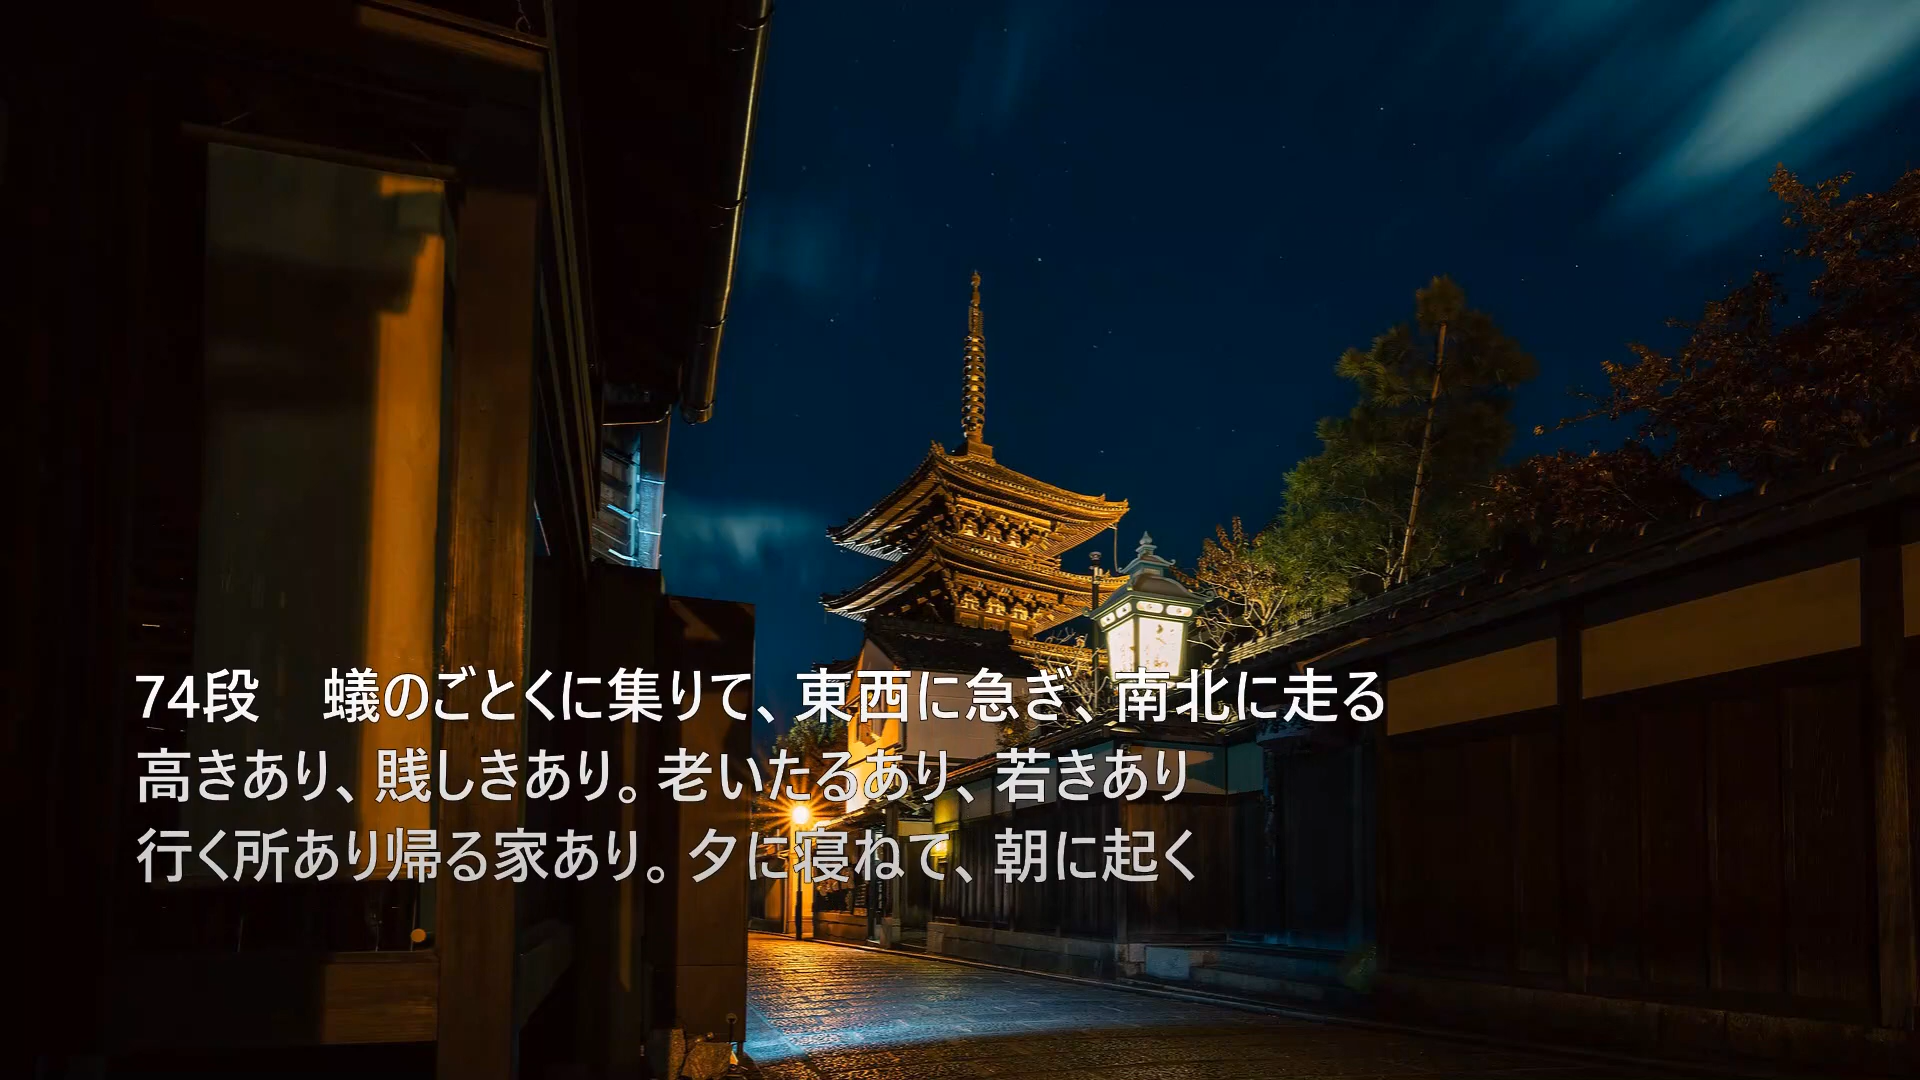 74段　蟻のごとくに集りて、東西に急ぎ、南北に走る
高きあり、賎しきあり。老いたるあり、若きあり
行く所あり帰る家あり。夕に寝ねて、朝に起く